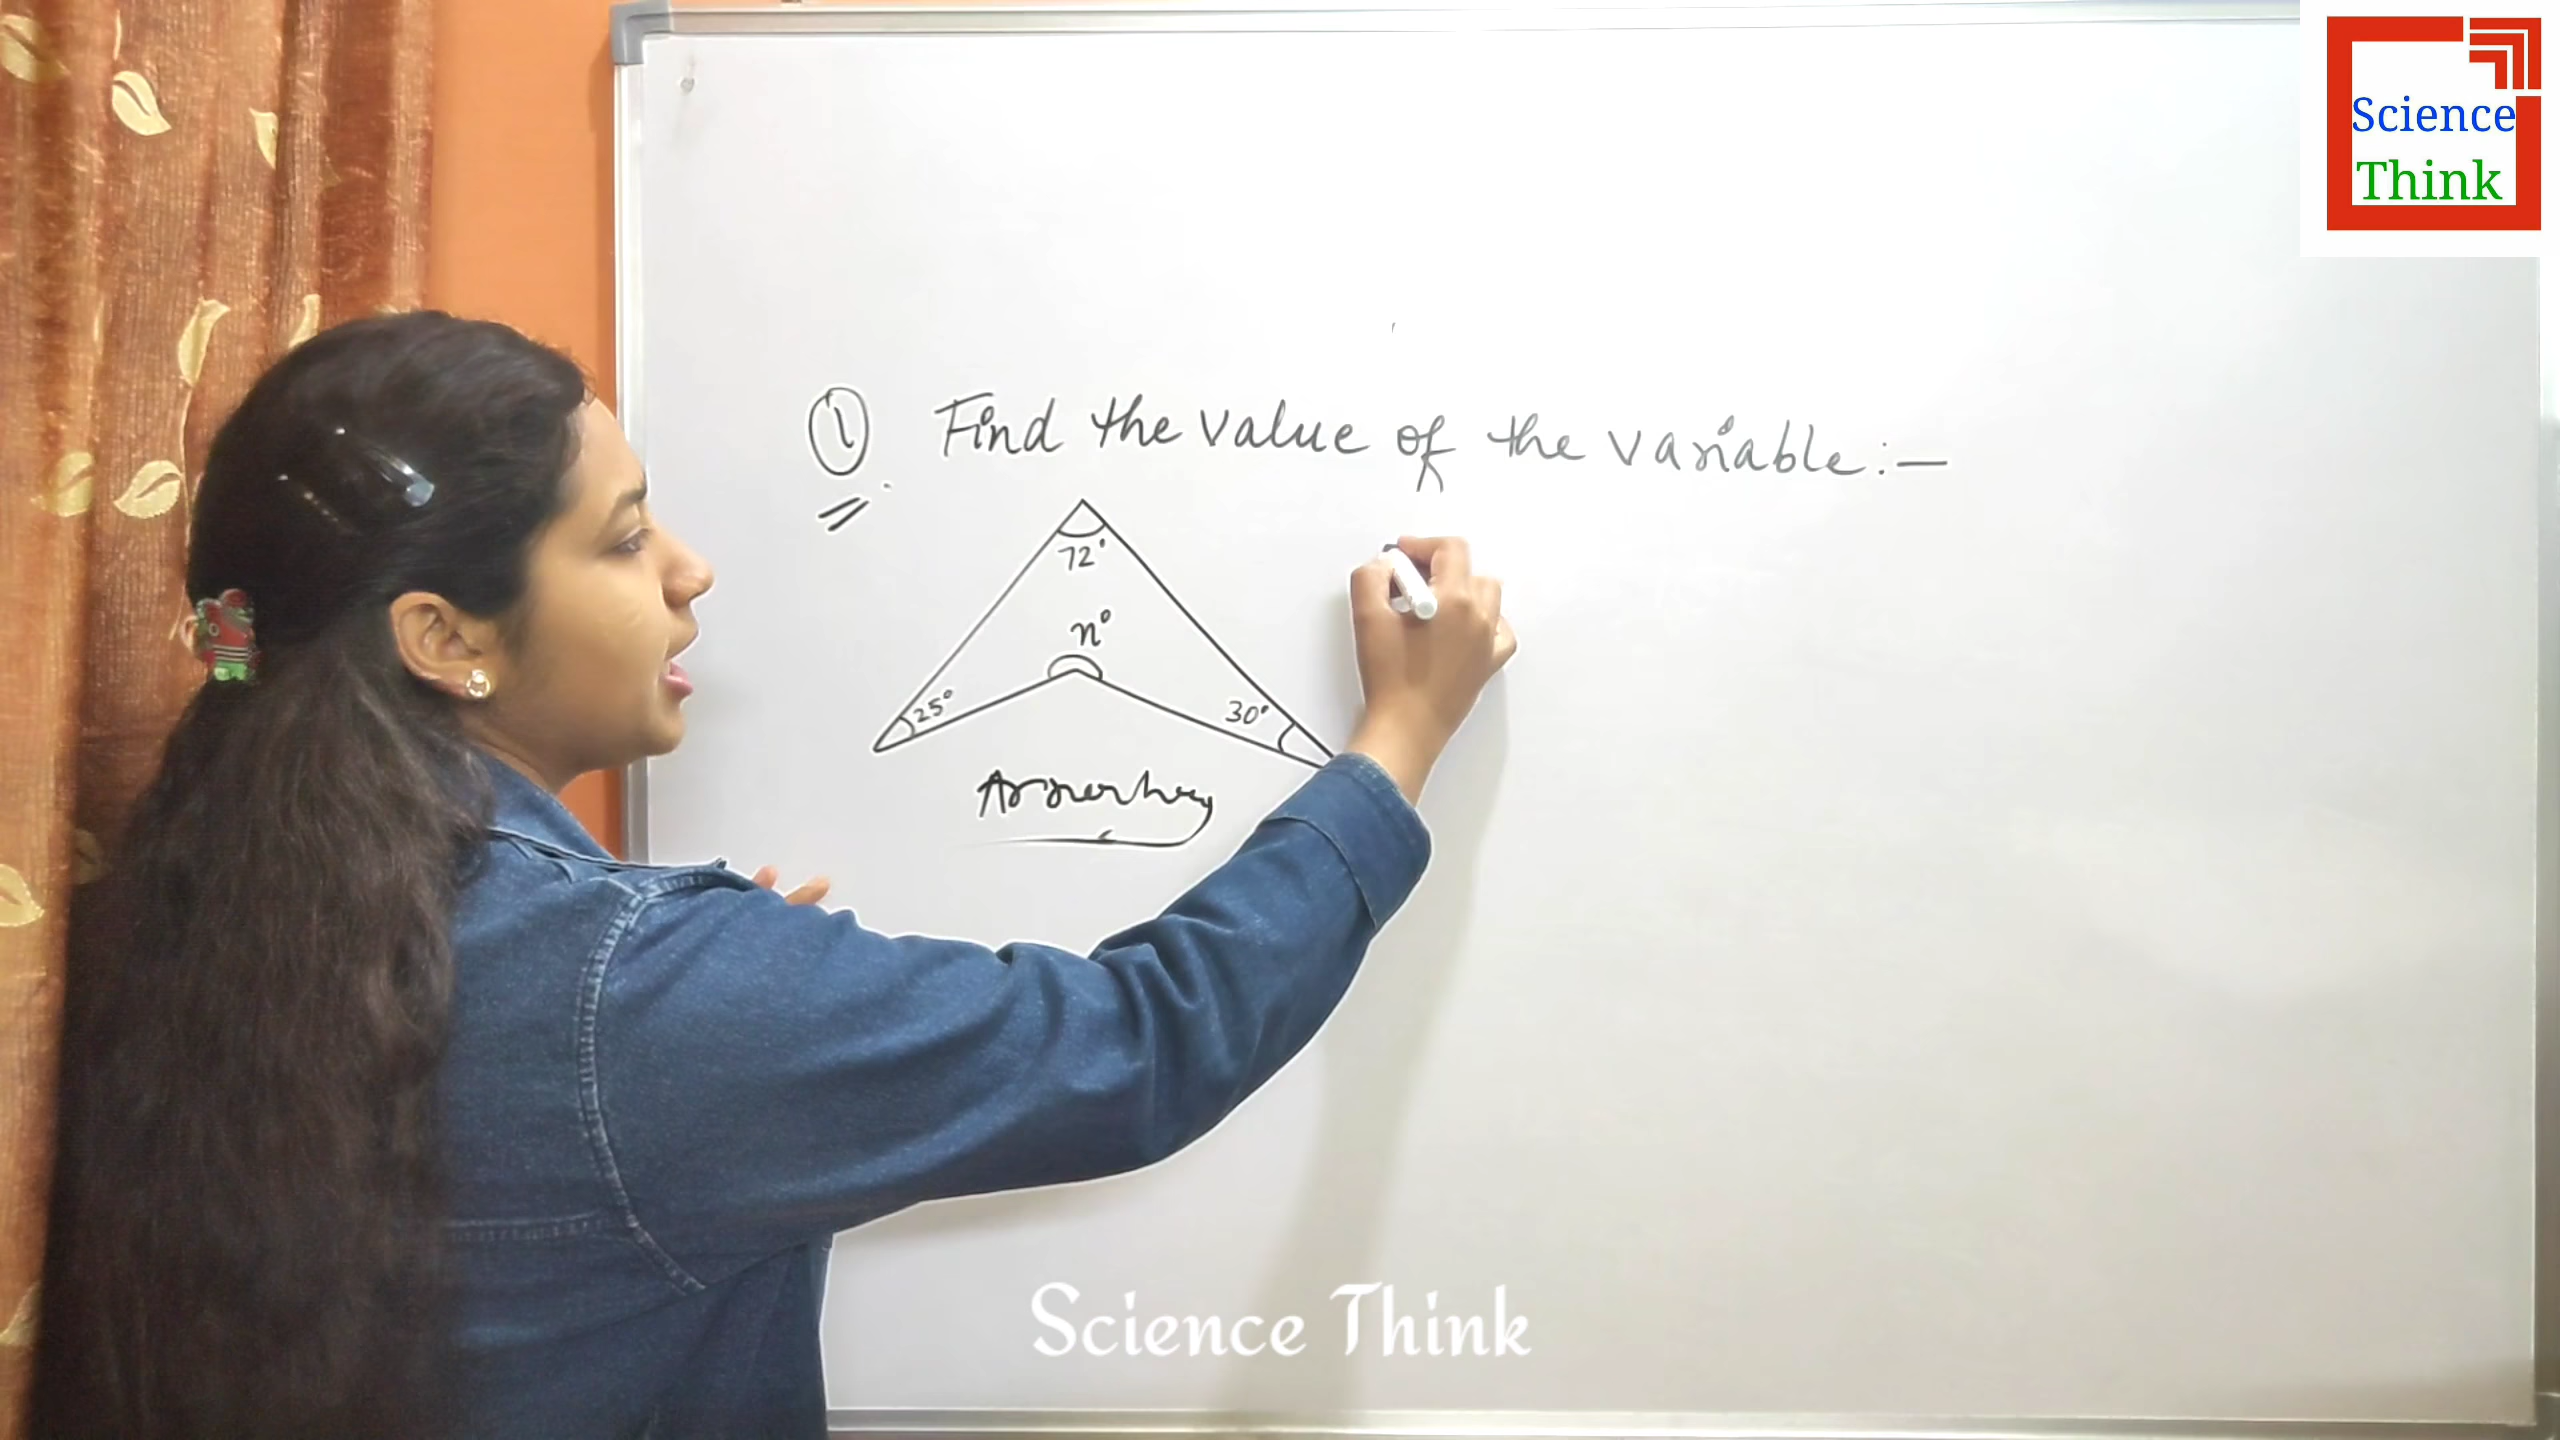 Science
Think
① Find the value of the variable:—
72°
n°
25°
30°
Science Think